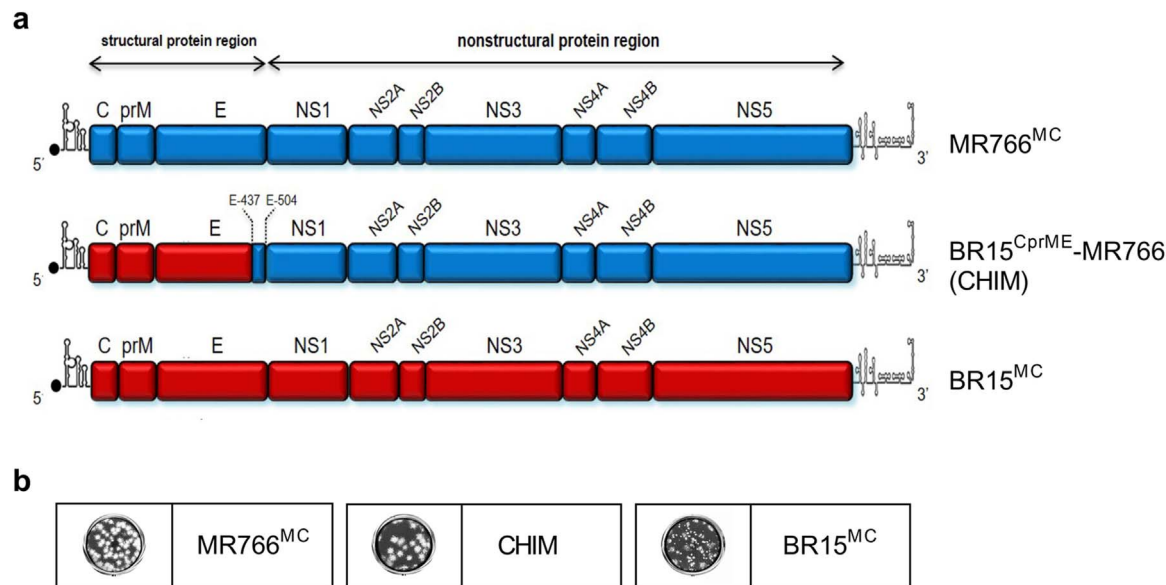 a
structural protein region
nonstructural protein region
C prM E NS1 NS2A NS2B NS3 NS4A NS4B NS5
5' 3'
MR766MC
E-437 E-504
C prM E NS1 NS2A NS2B NS3 NS4A NS4B NS5
5' 3'
BR15CprME-MR766
(CHIM)
C prM E NS1 NS2A NS2B NS3 NS4A NS4B NS5
5' 3'
BR15MC
b
MR766MC
CHIM
BR15MC